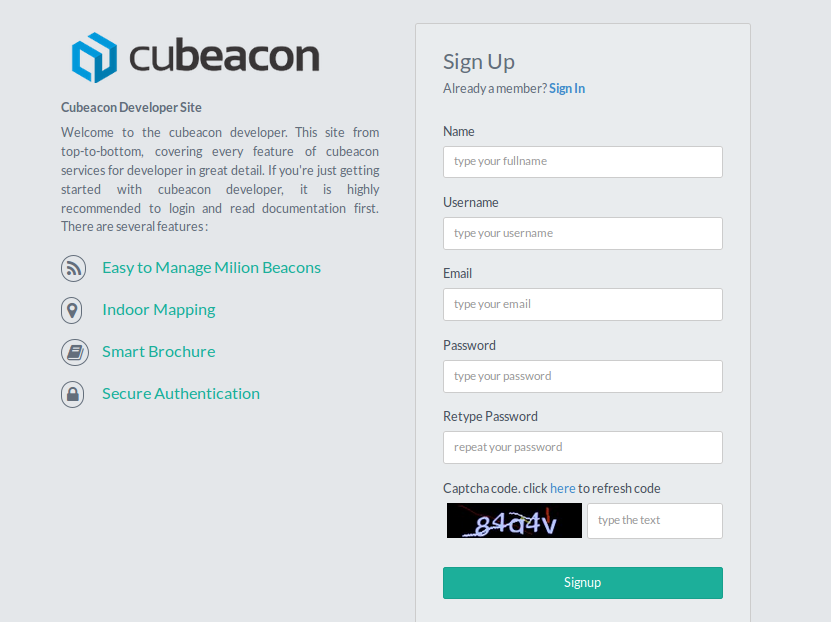 cubeacon
Cubeacon Developer Site
Welcome to the cubeacon developer. This site from
top-to-bottom, covering every feature of cubeacon
services for developer in great detail. If you're just getting
started with cubeacon developer, it is highly
recommended to login and read documentation first.
There are several features :
Easy to Manage Milion Beacons
Indoor Mapping
Smart Brochure
Secure Authentication
Sign Up
Already a member? Sign In
Name
type your fullname
Username
type your username
Email
type your email
Password
type your password
Retype Password
repeat your password
Captcha code. click here to refresh code
84q4v
type the text
Signup